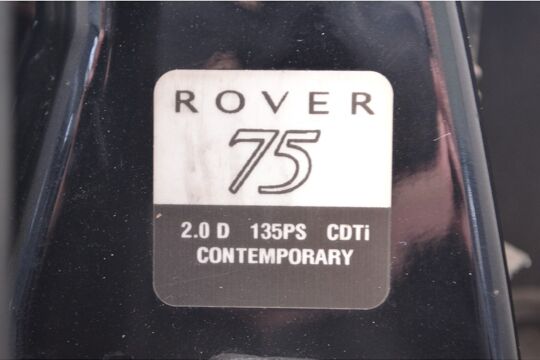 ROVER
75
2.0 D 135PS CDTi
CONTEMPORARY